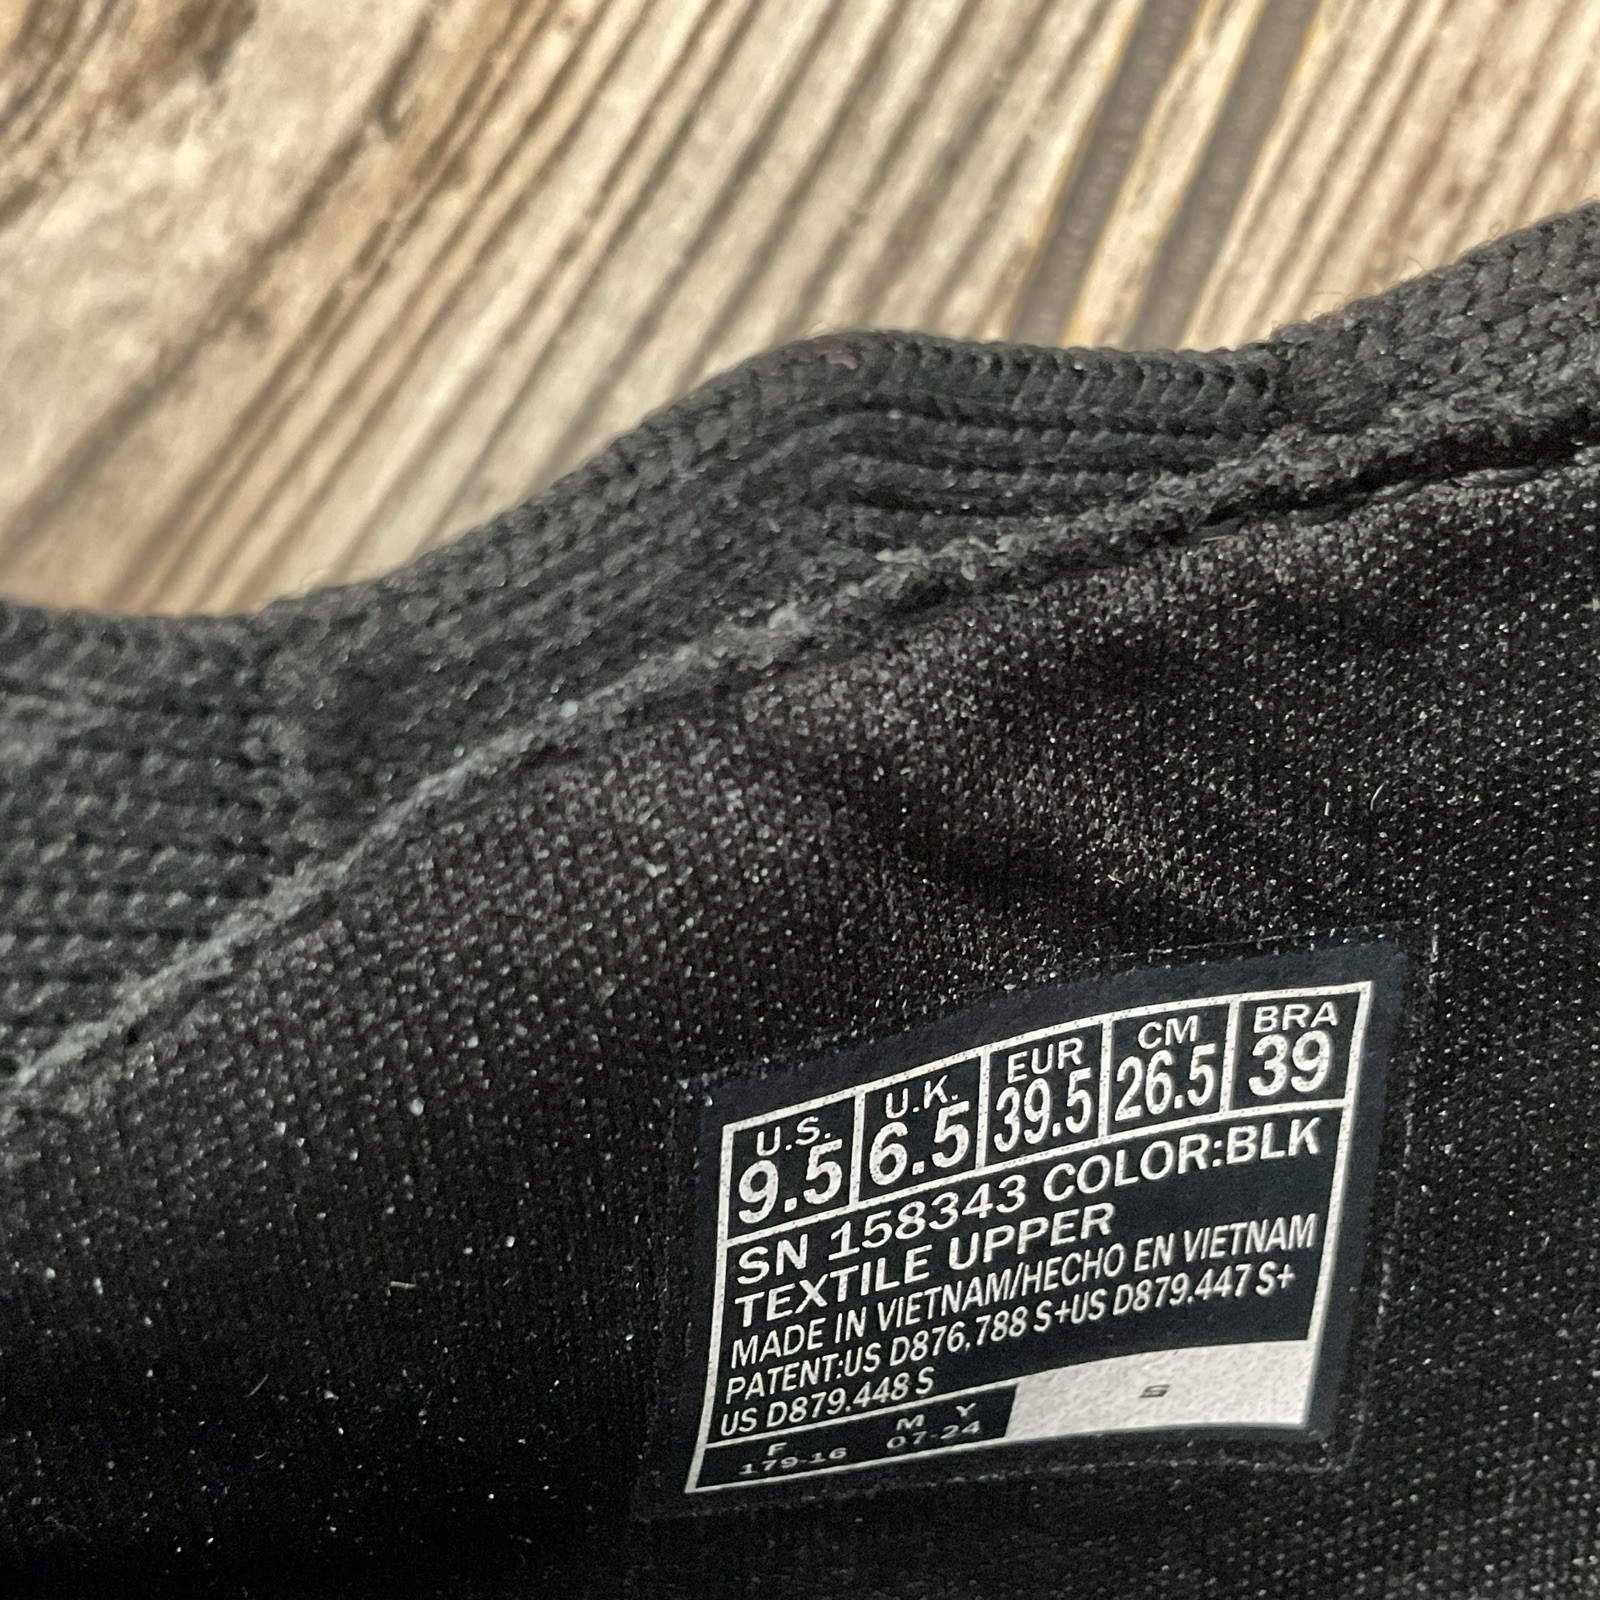 U.S. U.K. EUR CM BRA
9.5 6.5 39.5 26.5 39
SN 158343 COLOR:BLK
TEXTILE UPPER
MADE IN VIETNAM/HECHO EN VIETNAM
PATENT:US D876,788 S+US D879,447 S+
US D879,448 S
F M Y
179-16 07-24
S